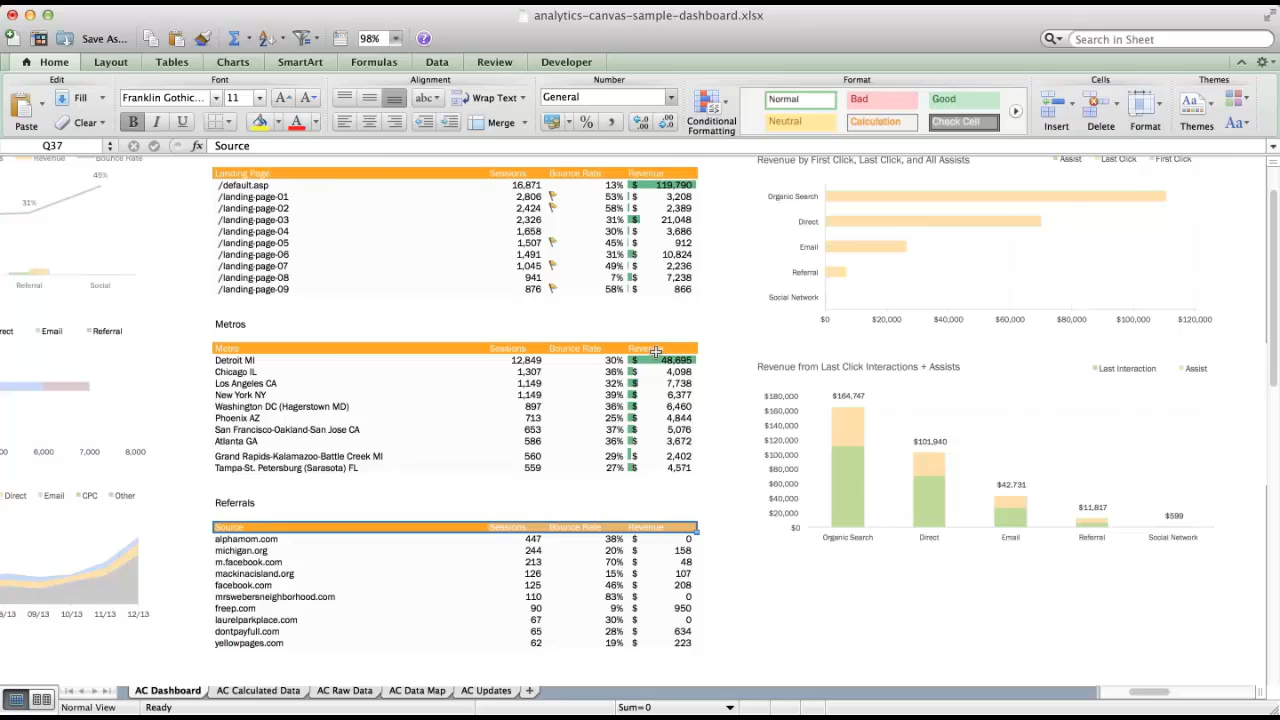 analytics-canvas-sample-dashboard.xlsx
Save As... 98% Search in Sheet
Home Layout Tables Charts SmartArt Formulas Data Review Developer
Edit Font Alignment Number Format Cells Themes
Fill Franklin Gothic... 11 A A abc Wrap Text General Normal Bad Good
Paste Clear B I U A Merge % Conditional Formatting Neutral Calculation Check Cell Insert Delete Format Themes Aa
Q37 fx Source
Revenue Bounce Rate
45%
31%
Referral Social
Direct Email Referral
6,000 7,000 8,000
Direct Email CPC Other
09/13 10/13 11/13 12/13
Landing Page Sessions Bounce Rate Revenue
/default.asp 16,871 13% $ 119,790
/landing-page-01 2,806 53% $ 3,208
/landing-page-02 2,424 58% $ 2,389
/landing-page-03 2,326 31% $ 21,048
/landing-page-04 1,658 30% $ 3,686
/landing-page-05 1,507 45% $ 912
/landing-page-06 1,491 31% $ 10,824
/landing-page-07 1,045 49% $ 2,236
/landing-page-08 941 7% $ 7,238
/landing-page-09 876 58% $ 866
Metros
Metro Sessions Bounce Rate Revenue
Detroit MI 12,849 30% $ 48,695
Chicago IL 1,307 36% $ 4,098
Los Angeles CA 1,149 32% $ 7,738
New York NY 1,149 39% $ 6,377
Washington DC (Hagerstown MD) 897 36% $ 6,460
Phoenix AZ 713 25% $ 4,844
San Francisco-Oakland-San Jose CA 653 37% $ 5,076
Atlanta GA 586 36% $ 3,672
Grand Rapids-Kalamazoo-Battle Creek MI 560 29% $ 2,402
Tampa-St. Petersburg (Sarasota) FL 559 27% $ 4,571
Referrals
Source Sessions Bounce Rate Revenue
alphamom.com 447 38% $ 0
michigan.org 244 20% $ 158
m.facebook.com 213 70% $ 48
mackinacisland.org 126 15% $ 107
facebook.com 125 46% $ 208
mrswebersneighborhood.com 110 83% $ 0
freep.com 90 9% $ 950
laurelparkplace.com 67 30% $ 0
dontpayfull.com 65 28% $ 634
yellowpages.com 62 19% $ 223
Revenue by First Click, Last Click, and All Assists Assist Last Click First Click
Organic Search
Direct
Email
Referral
Social Network
$0 $20,000 $40,000 $60,000 $80,000 $100,000 $120,000
Revenue from Last Click Interactions + Assists Last Interaction Assist
$180,000 $164,747
$160,000
$140,000
$120,000
$100,000 $101,940
$80,000
$60,000
$40,000 $42,731
$20,000 $11,817
$0 $599
Organic Search Direct Email Referral Social Network
AC Dashboard AC Calculated Data AC Raw Data AC Data Map AC Updates
Normal View Ready Sum=0